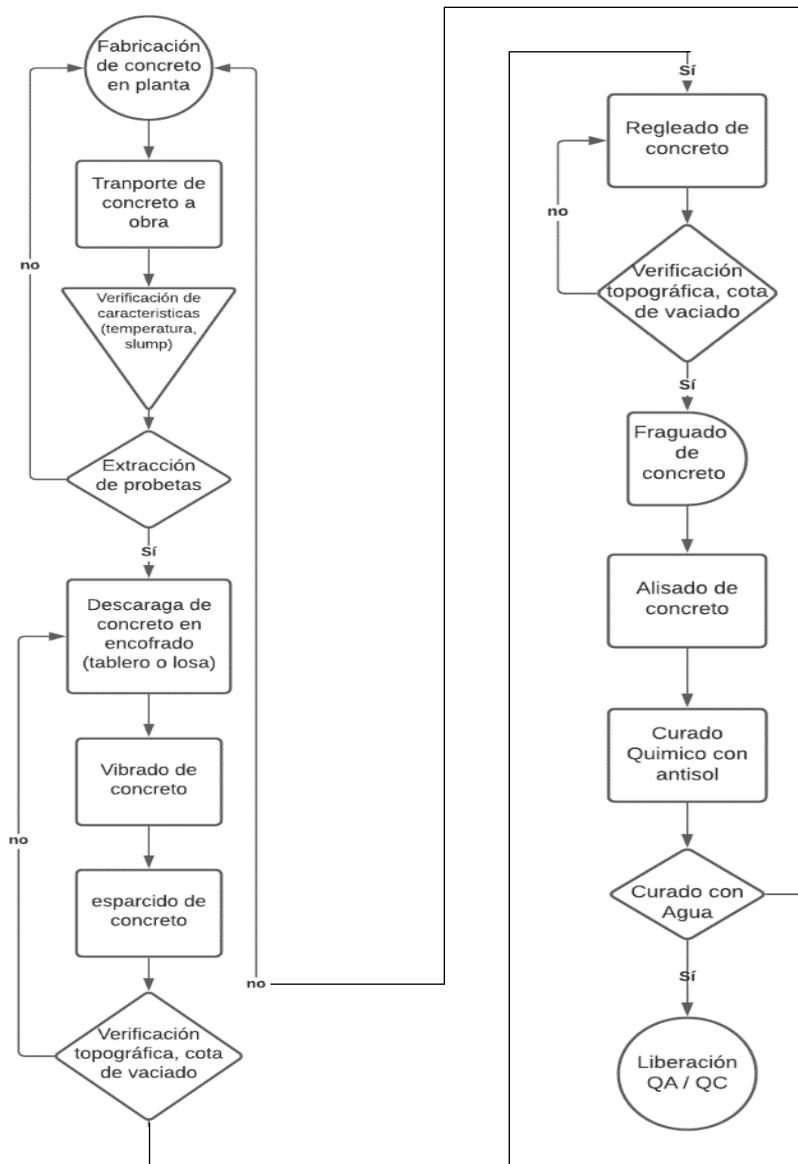 Fabricación
de concreto
en planta
Tranporte de
concreto a
obra
no
Verificación de
caracteristicas
(temperatura,
slump)
Extracción
de probetas
Sí
Descaraga de
concreto en
encofrado
(tablero o losa)
Vibrado de
concreto
no
esparcido de
concreto
no
Verificación
topográfica, cota
de vaciado
Sí
Regleado de
concreto
no
Verificación
topográfica, cota
de vaciado
Sí
Fraguado
de
concreto
Alisado de
concreto
Curado
Quimico con
antisol
Curado con
Agua
Sí
Liberación
QA / QC